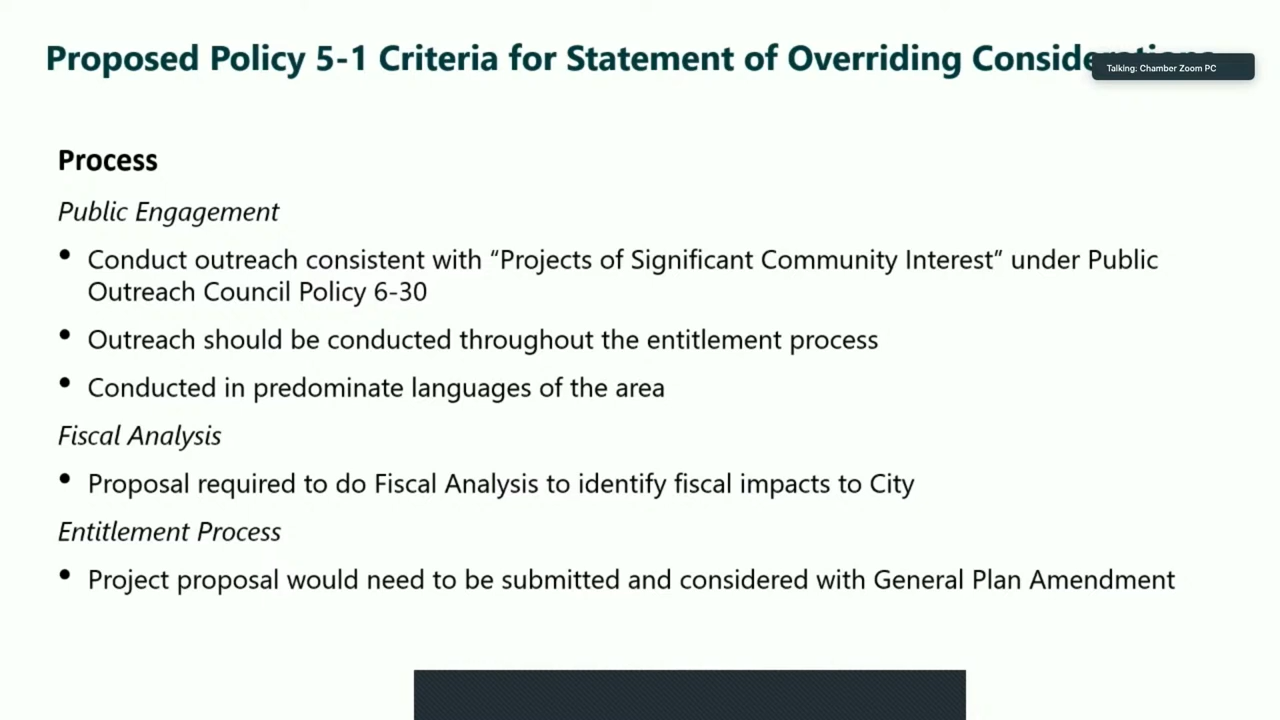 Proposed Policy 5-1 Criteria for Statement of Overriding
Talking: Chamber Zoom PC
Process
Public Engagement
• Conduct outreach consistent with “Projects of Significant Community Interest” under Public
Outreach Council Policy 6-30
• Outreach should be conducted throughout the entitlement process
• Conducted in predominate languages of the area
Fiscal Analysis
• Proposal required to do Fiscal Analysis to identify fiscal impacts to City
Entitlement Process
• Project proposal would need to be submitted and considered with General Plan Amendment